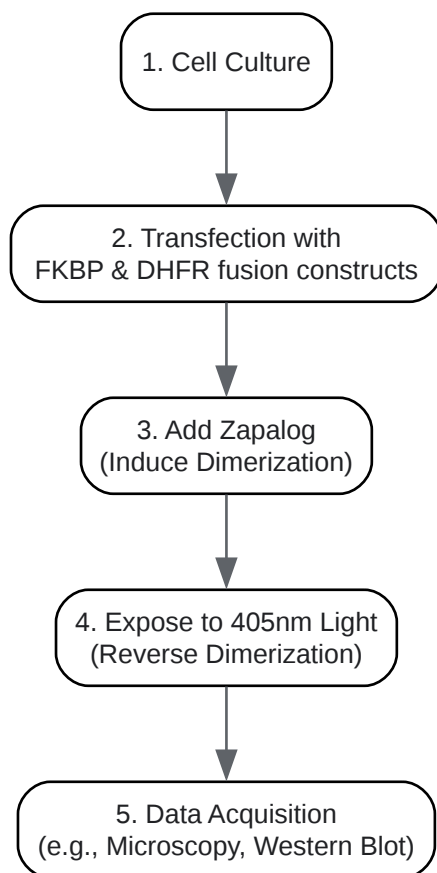 1. Cell Culture
2. Transfection with
FKBP & DHFR fusion constructs
3. Add Zapalog
(Induce Dimerization)
4. Expose to 405nm Light
(Reverse Dimerization)
5. Data Acquisition
(e.g., Microscopy, Western Blot)